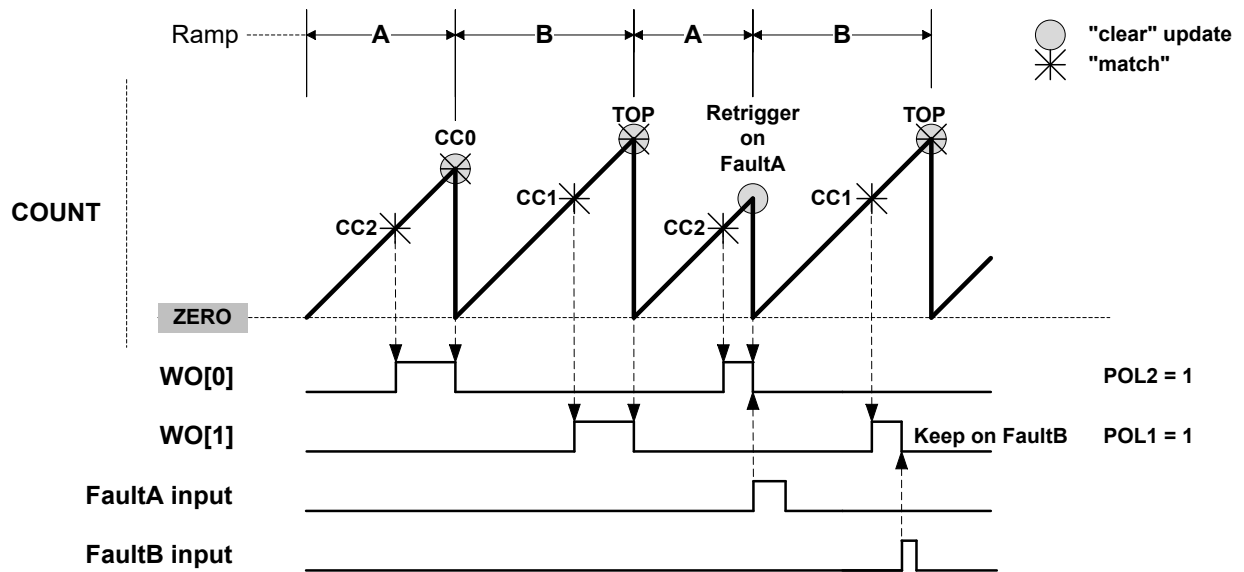 Ramp
A
B
A
B
"clear" update
"match"
COUNT
CC0
TOP
Retrigger
on
FaultA
TOP
CC2
CC1
CC2
CC1
ZERO
WO[0]
POL2 = 1
WO[1]
Keep on FaultB
POL1 = 1
FaultA input
FaultB input